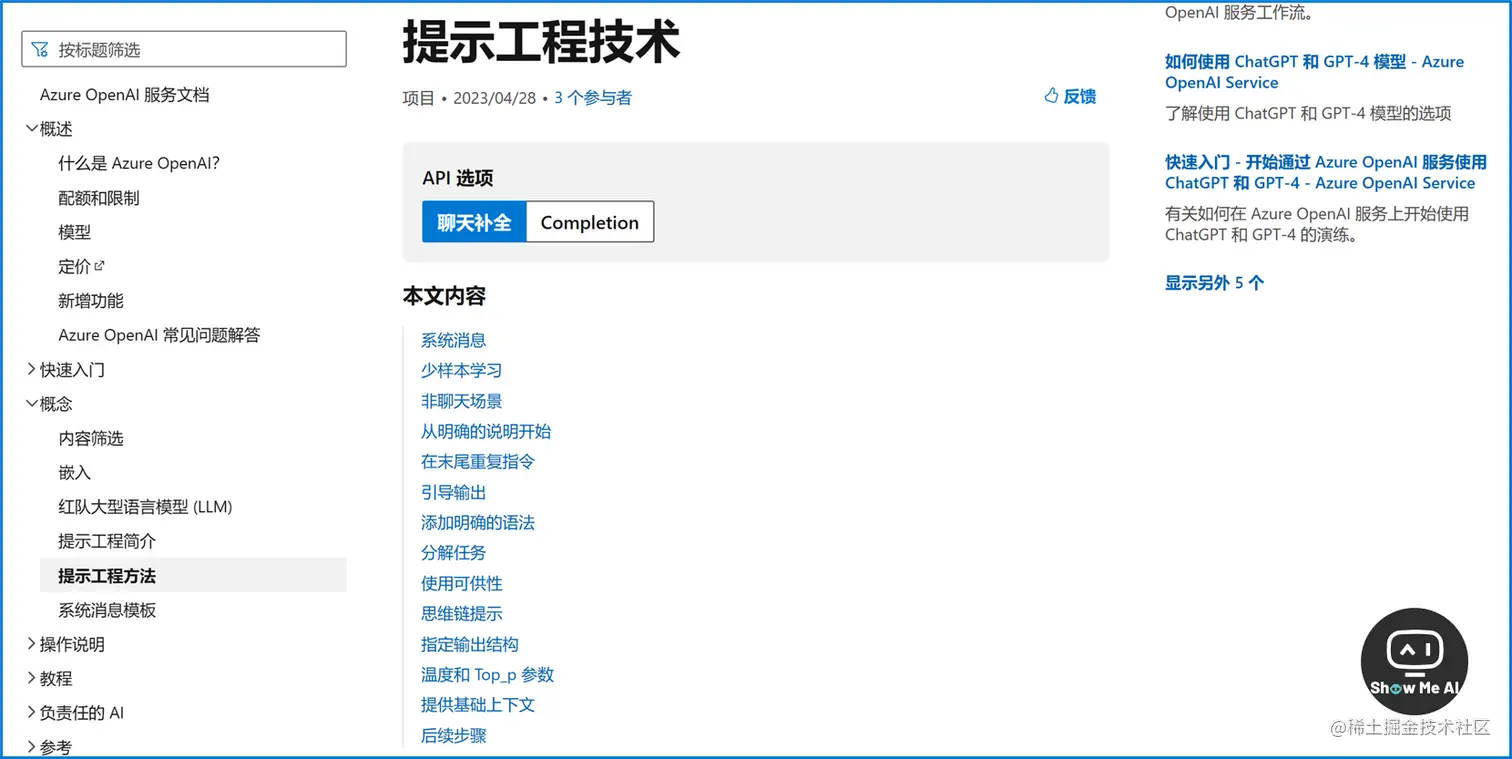 按标题筛选
Azure OpenAI 服务文档
概述
什么是 Azure OpenAI?
配额和限制
模型
定价
新增功能
Azure OpenAI 常见问题解答
快速入门
概念
内容筛选
嵌入
红队大型语言模型 (LLM)
提示工程简介
提示工程方法
系统消息模板
操作说明
教程
负责任的 AI
参考
提示工程技术
项目 • 2023/04/28 • 3 个参与者
反馈
API 选项
聊天补全
Completion
本文内容
系统消息
少样本学习
非聊天场景
从明确的说明开始
在末尾重复指令
引导输出
添加明确的语法
分解任务
使用可供性
思维链提示
指定输出结构
温度和 Top_p 参数
提供基础上下文
后续步骤
OpenAI 服务工作流。
如何使用 ChatGPT 和 GPT-4 模型 - Azure
OpenAI Service
了解使用 ChatGPT 和 GPT-4 模型的选项
快速入门 - 开始通过 Azure OpenAI 服务使用
ChatGPT 和 GPT-4 - Azure OpenAI Service
有关如何在 Azure OpenAI 服务上开始使用
ChatGPT 和 GPT-4 的演练。
显示另外 5 个
Show Me AI
@稀土掘金技术社区